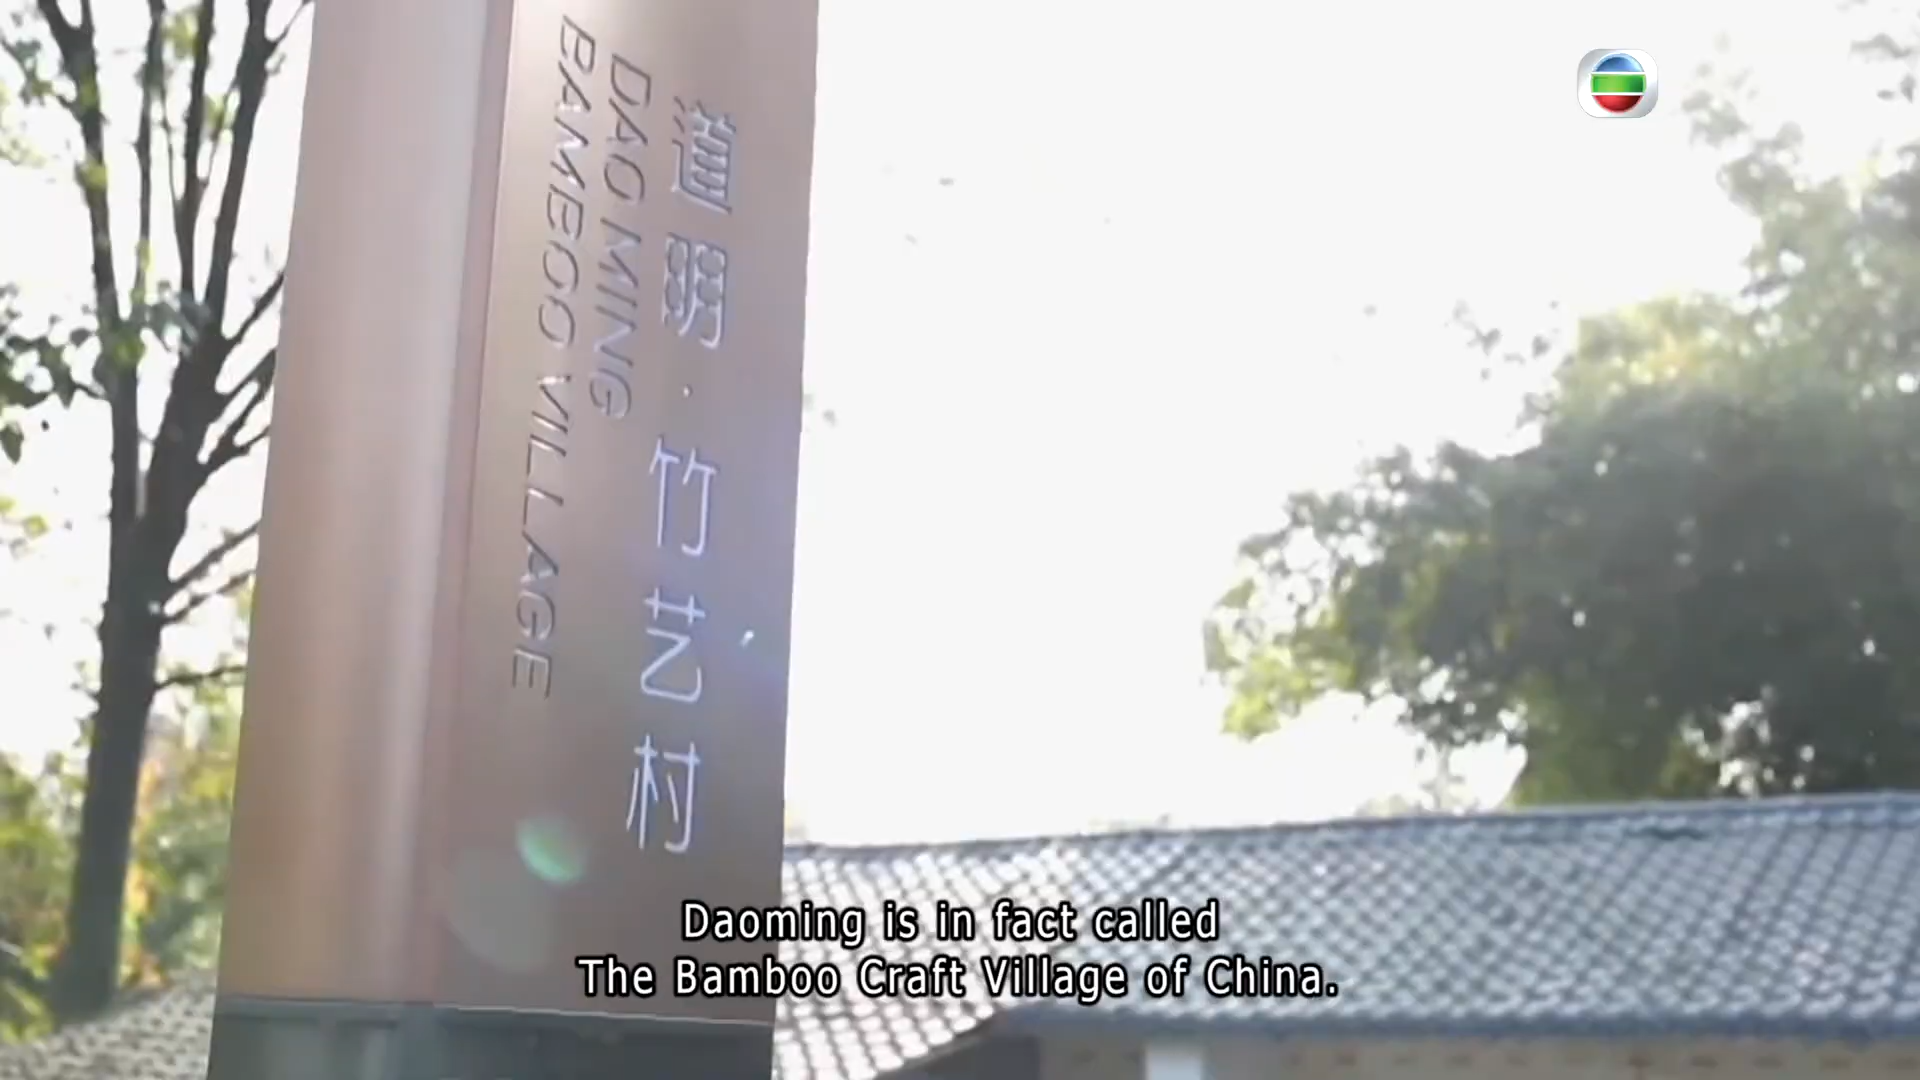 道明·竹艺村
DAO MING
BAMBOO VILLAGE
Daoming is in fact called
The Bamboo Craft Village of China.